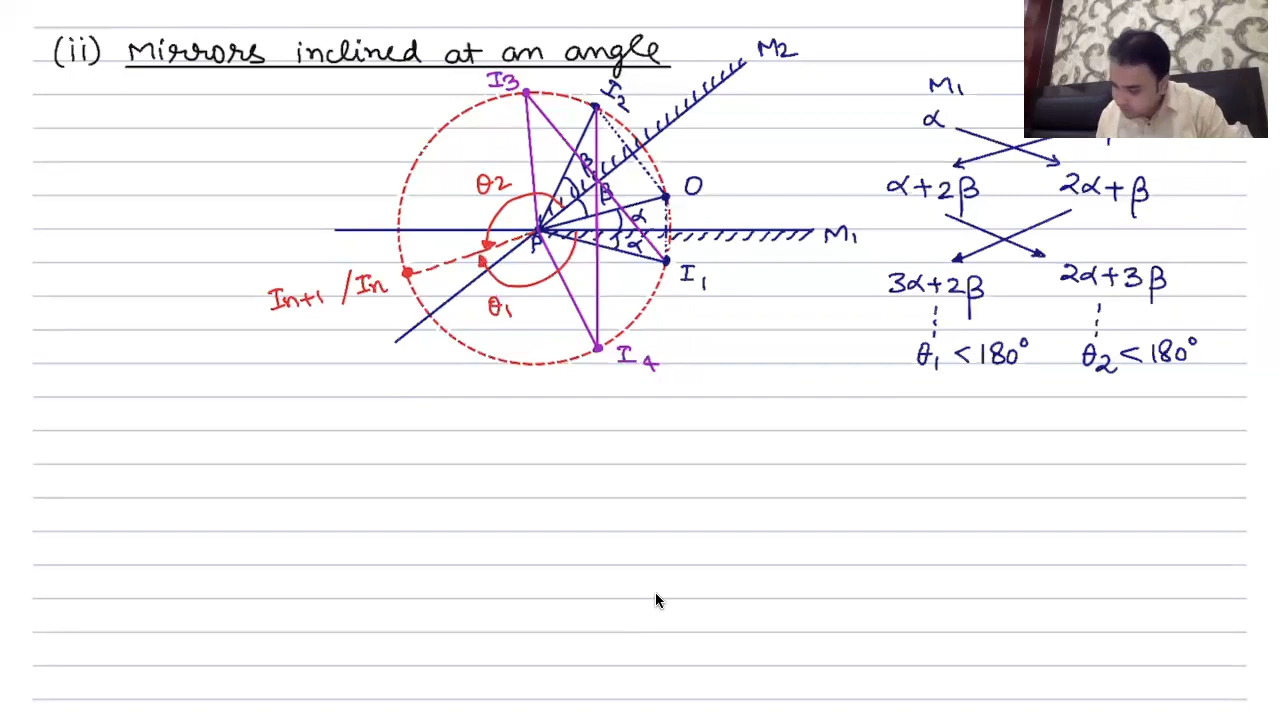 (ii) Mirrors inclined at an angle
M2
I3
I2
M1
α
β
O
θ2
β
α
α+2β
2α+β
P
M1
α
I1
In+1 / In
3α+2β
2α+3β
θ1
I4
θ1 <180°
θ2 <180°